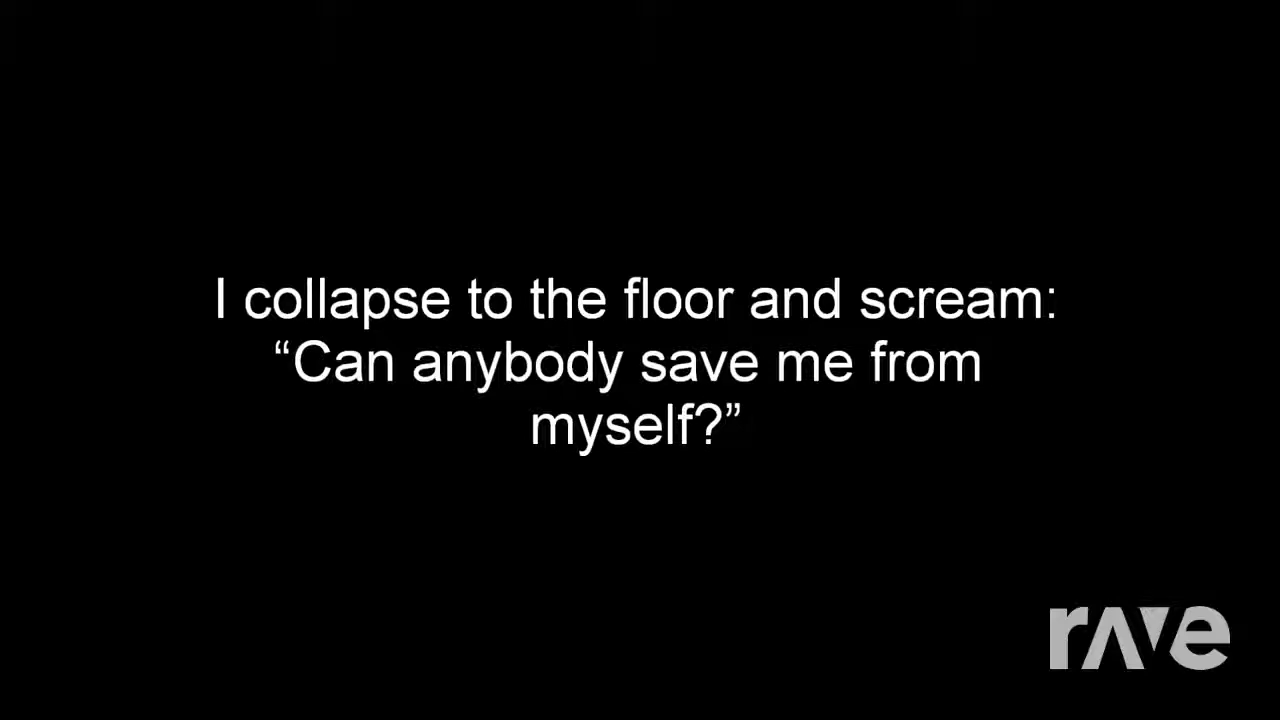 I collapse to the floor and scream:
“Can anybody save me from
myself?”
rave